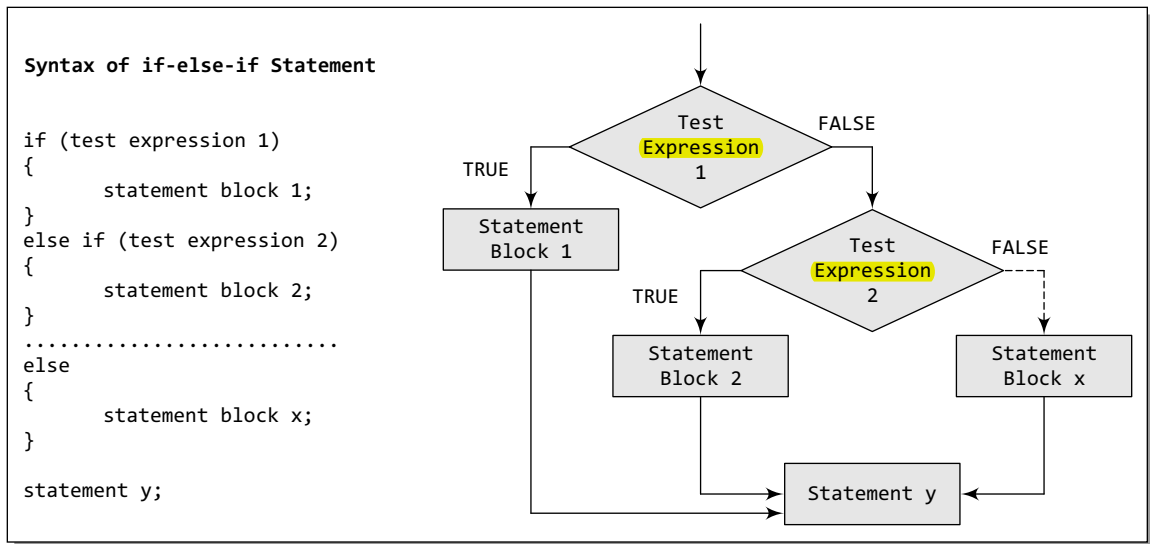 Syntax of if-else-if Statement
if (test expression 1)
{
statement block 1;
}
else if (test expression 2)
{
statement block 2;
}
...........................
else
{
statement block x;
}
statement y;
Test
Expression
1
FALSE
TRUE
Statement
Block 1
Test
Expression
2
FALSE
TRUE
Statement
Block 2
Statement
Block x
Statement y